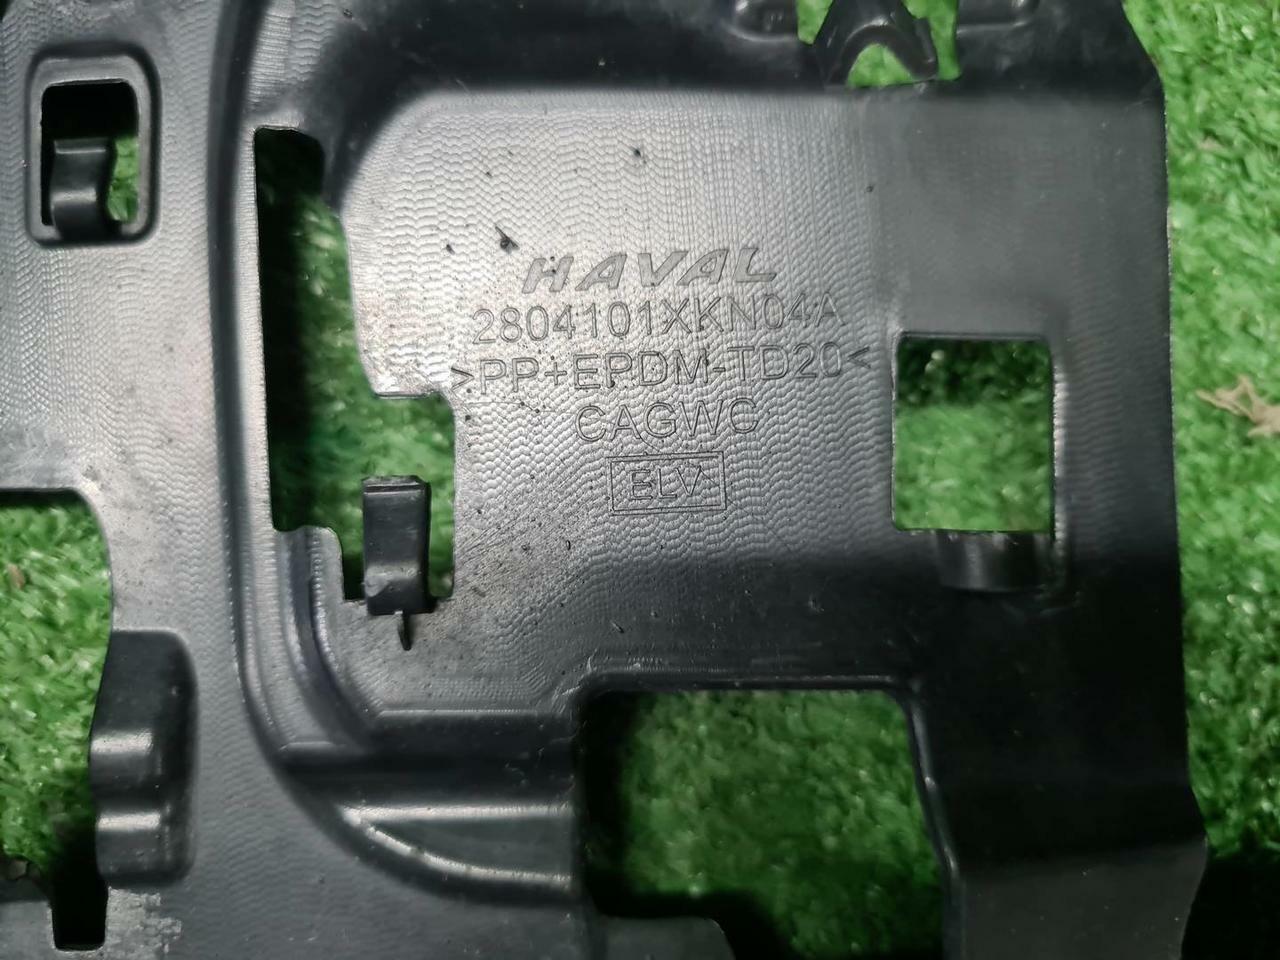 HAVAL
2804101XKN04A
>PP+EPDM-TD20<
CAGWC
ELV